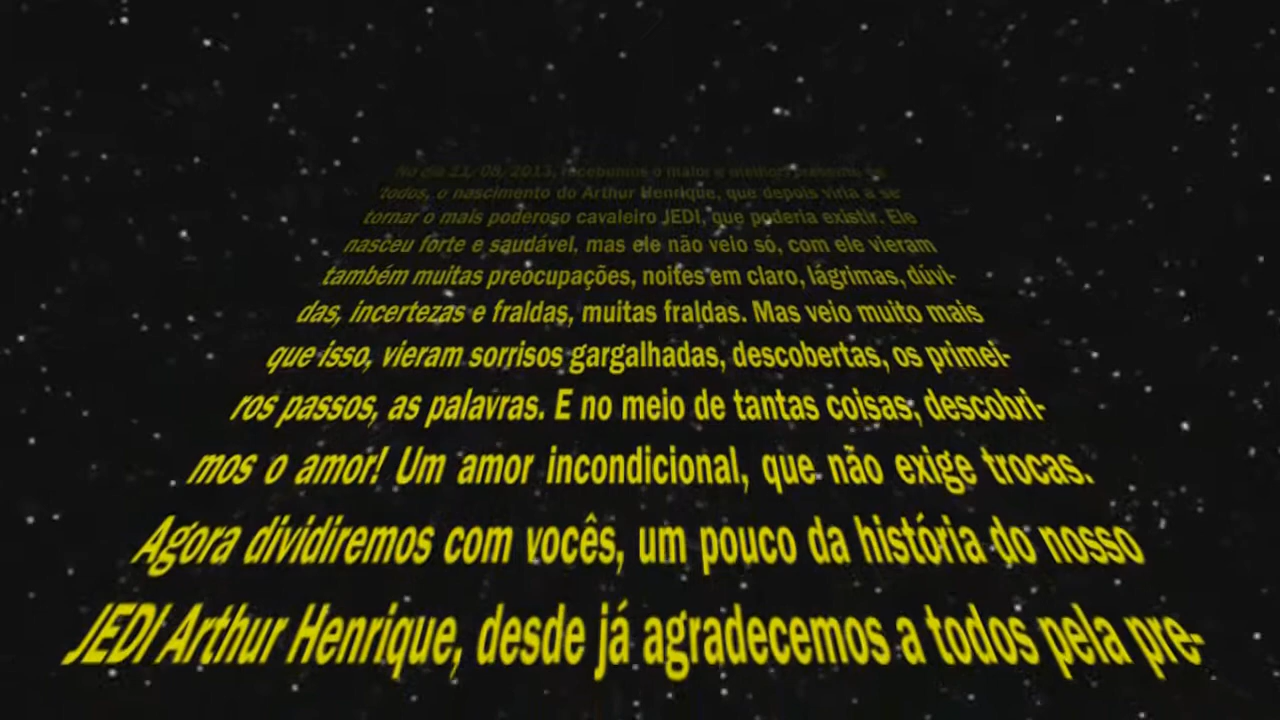 No dia 21/ 08/ 2013, recebemos o maior e melhor presente de
todos, o nascimento do Arthur Henrique, que depois viria a se
tornar o mais poderoso cavaleiro JEDI, que poderia existir. Ele
nasceu forte e saudável, mas ele não veio só, com ele vieram
também muitas preocupações, noites em claro, lágrimas, dúvi-
das, incertezas e fraldas, muitas fraldas. Mas veio muito mais
que isso, vieram sorrisos gargalhadas, descobertas, os primei-
ros passos, as palavras. E no meio de tantas coisas, descobri-
mos o amor! Um amor incondicional, que não exige trocas.
Agora dividiremos com vocês, um pouco da história do nosso
JEDI Arthur Henrique, desde já agradecemos a todos pela pre-